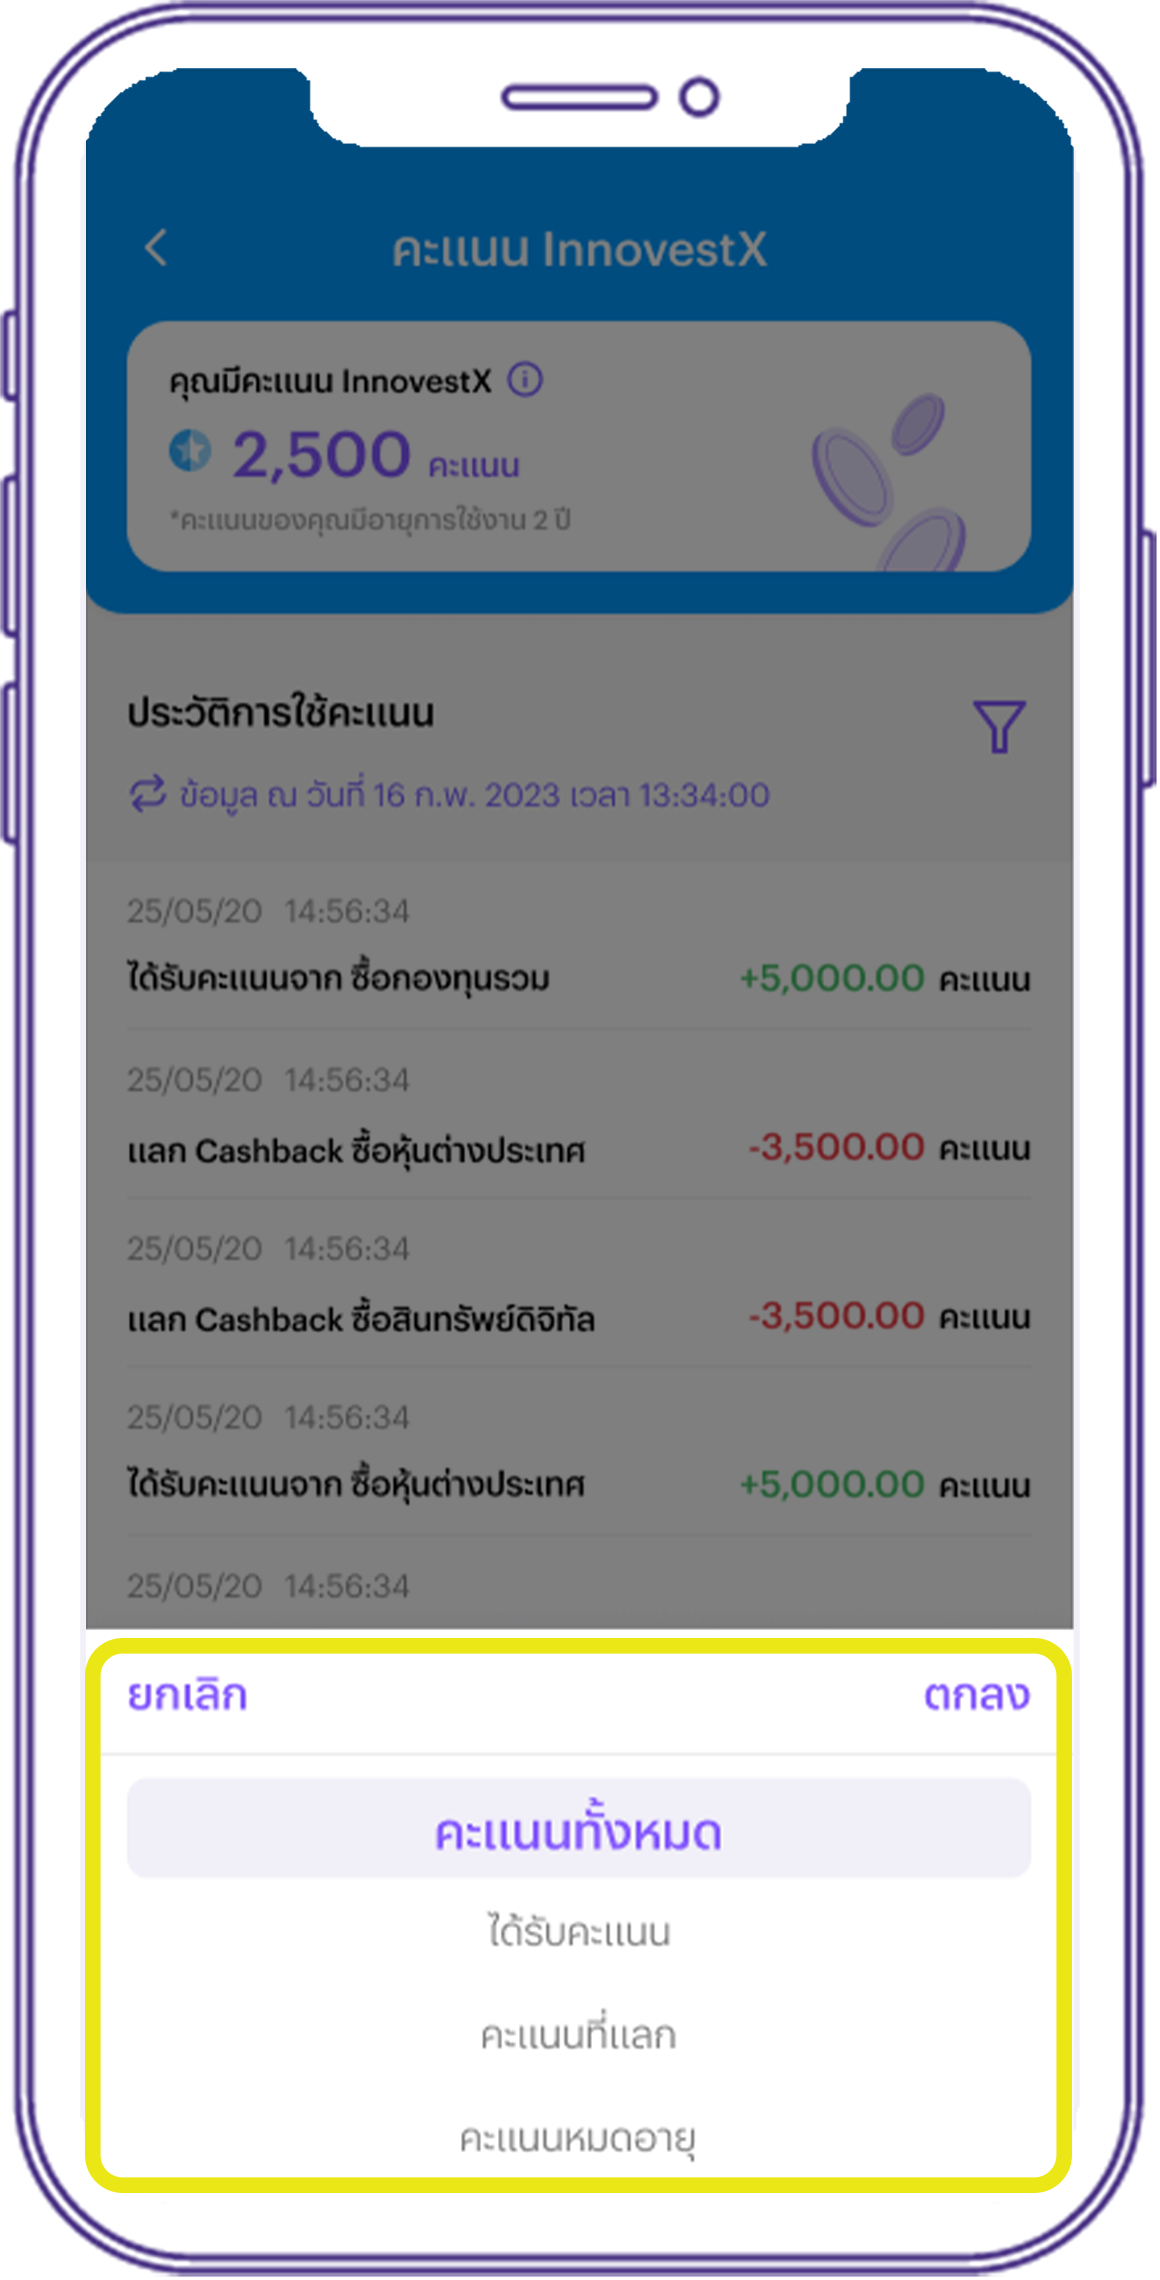 คะแนน InnovestX
คุณมีคะแนน InnovestX
2,500 คะแนน
*คะแนนของคุณมีอายุการใช้งาน 2 ปี
ประวัติการใช้คะแนน
ข้อมูล ณ วันที่ 16 ก.พ. 2023 เวลา 13:34:00
25/05/20 14:56:34
ได้รับคะแนนจาก ซื้อกองทุนรวม +5,000.00 คะแนน
25/05/20 14:56:34
แลก Cashback ซื้อหุ้นต่างประเทศ -3,500.00 คะแนน
25/05/20 14:56:34
แลก Cashback ซื้อสินทรัพย์ดิจิทัล -3,500.00 คะแนน
25/05/20 14:56:34
ได้รับคะแนนจาก ซื้อหุ้นต่างประเทศ +5,000.00 คะแนน
25/05/20 14:56:34
ยกเลิก ตกลง
คะแนนทั้งหมด
ได้รับคะแนน
คะแนนที่แลก
คะแนนหมดอายุ